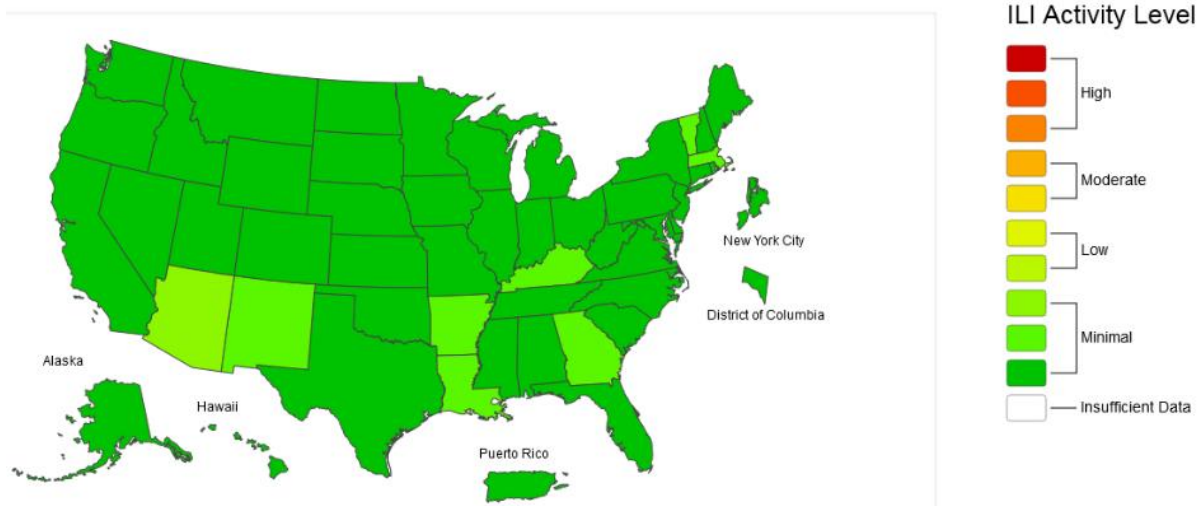 ILI Activity Level
High
Moderate
Low
Minimal
Insufficient Data
New York City
District of Columbia
Alaska
Hawaii
Puerto Rico